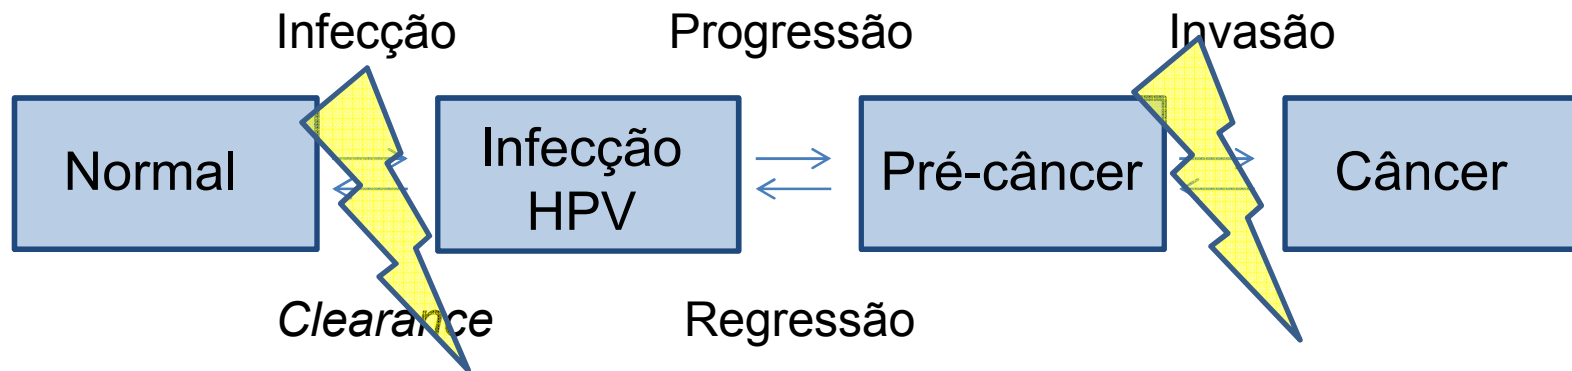 Infecção
Progressão
Invasão
Normal
Infecção
HPV
Pré-câncer
Câncer
Clearance
Regressão